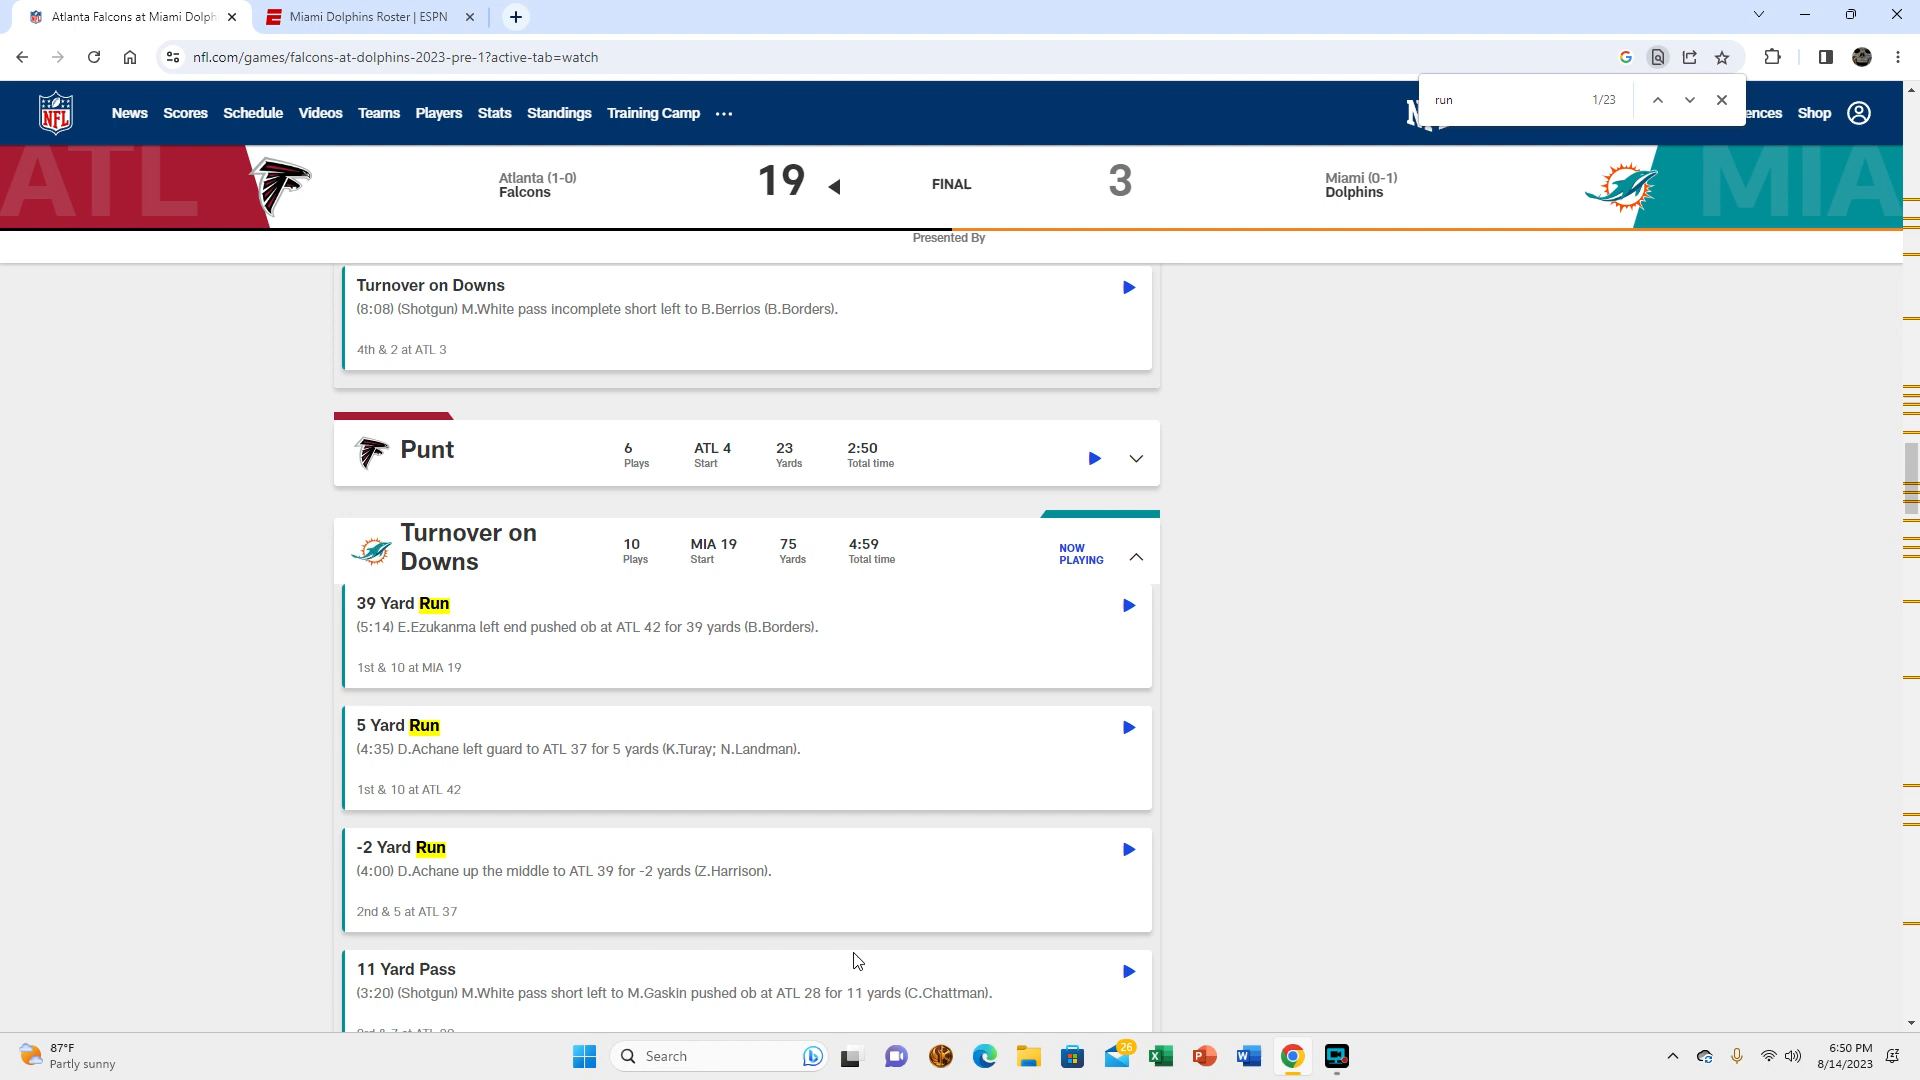 Atlanta Falcons at Miami Dolph
Miami Dolphins Roster | ESPN
nfl.com/games/falcons-at-dolphins-2023-pre-1?active-tab=watch
run 1/23
NFL News Scores Schedule Videos Teams Players Stats Standings Training Camp ... ences Shop
ATL Atlanta (1-0) 19 FINAL 3 Miami (0-1) MIA
Falcons Dolphins
Presented By
Turnover on Downs
(8:08) (Shotgun) M.White pass incomplete short left to B.Berrios (B.Borders).
4th & 2 at ATL 3
Punt 6 ATL 4 23 2:50
Plays Start Yards Total time
Turnover on Downs 10 MIA 19 75 4:59 NOW PLAYING
Plays Start Yards Total time
39 Yard Run
(5:14) E.Ezukanma left end pushed ob at ATL 42 for 39 yards (B.Borders).
1st & 10 at MIA 19
5 Yard Run
(4:35) D.Achane left guard to ATL 37 for 5 yards (K.Turay; N.Landman).
1st & 10 at ATL 42
-2 Yard Run
(4:00) D.Achane up the middle to ATL 39 for -2 yards (Z.Harrison).
2nd & 5 at ATL 37
11 Yard Pass
(3:20) (Shotgun) M.White pass short left to M.Gaskin pushed ob at ATL 28 for 11 yards (C.Chattman).
87°F
Partly sunny
Search
26
6:50 PM
8/14/2023